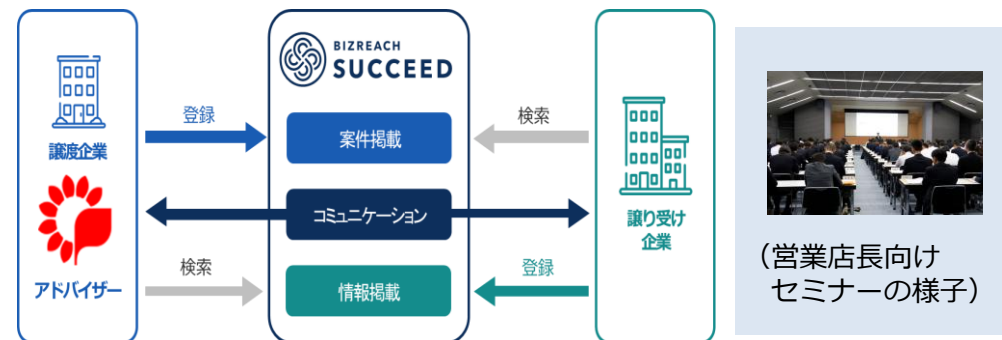 譲渡企業
アドバイザー
登録
検索
BIZREACH
SUCCEED
案件掲載
コミュニケーション
情報掲載
検索
登録
譲り受け
企業
（営業店長向け
セミナーの様子）